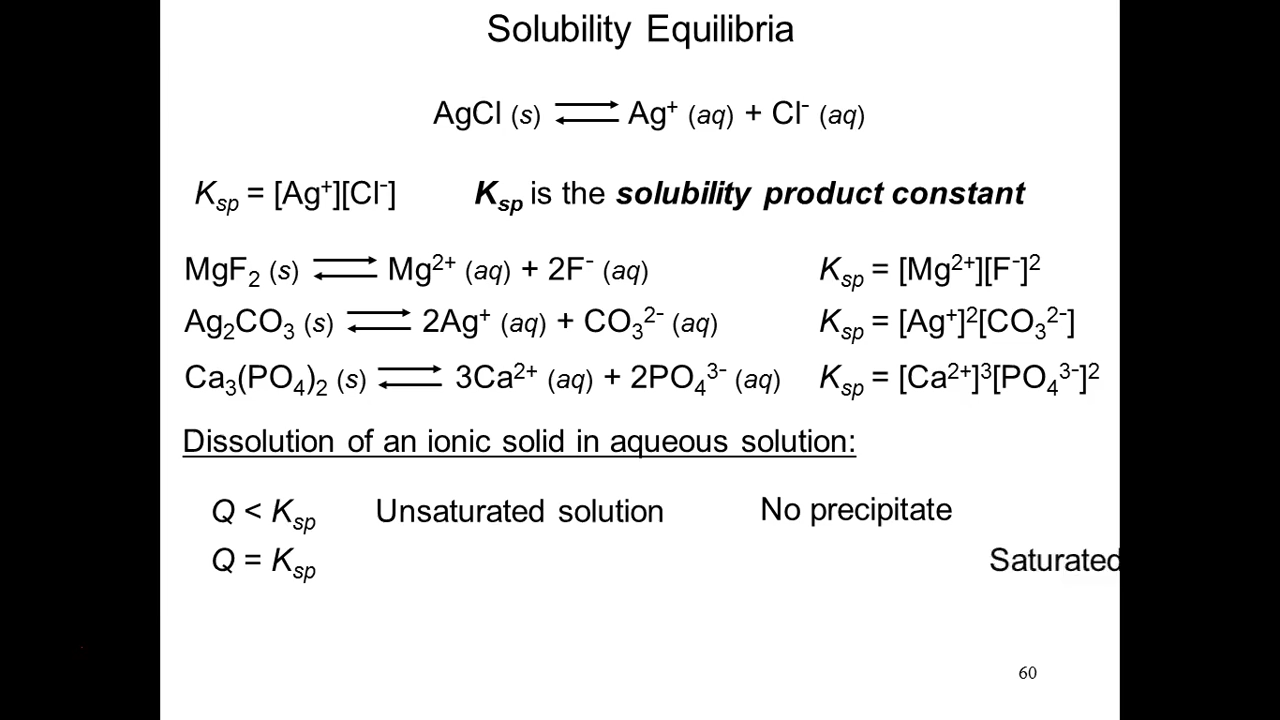 Solubility Equilibria
AgCl (s) ⇌ Ag⁺ (aq) + Cl⁻ (aq)
Kₛₚ = [Ag⁺][Cl⁻] Kₛₚ is the solubility product constant
MgF₂ (s) ⇌ Mg²⁺ (aq) + 2F⁻ (aq) Kₛₚ = [Mg²⁺][F⁻]²
Ag₂CO₃ (s) ⇌ 2Ag⁺ (aq) + CO₃²⁻ (aq) Kₛₚ = [Ag⁺]²[CO₃²⁻]
Ca₃(PO₄)₂ (s) ⇌ 3Ca²⁺ (aq) + 2PO₄³⁻ (aq) Kₛₚ = [Ca²⁺]³[PO₄³⁻]²
Dissolution of an ionic solid in aqueous solution:
Q < Kₛₚ Unsaturated solution No precipitate
Q = Kₛₚ Saturated
60